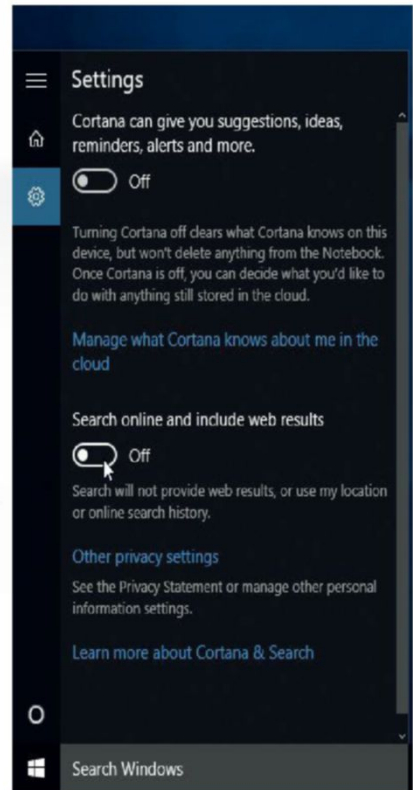 Settings
Cortana can give you suggestions, ideas,
reminders, alerts and more.
Off
Turning Cortana off clears what Cortana knows on this
device, but won't delete anything from the Notebook.
Once Cortana is off, you can decide what you'd like to
do with anything still stored in the cloud.
Manage what Cortana knows about me in the
cloud
Search online and include web results
Off
Search will not provide web results, or use my location
or online search history.
Other privacy settings
See the Privacy Statement or manage other personal
information settings.
Learn more about Cortana & Search
Search Windows